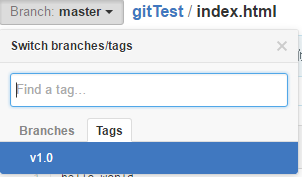 Branch: master gitTest / index.html
Switch branches/tags
Find a tag...
Branches Tags
v1.0